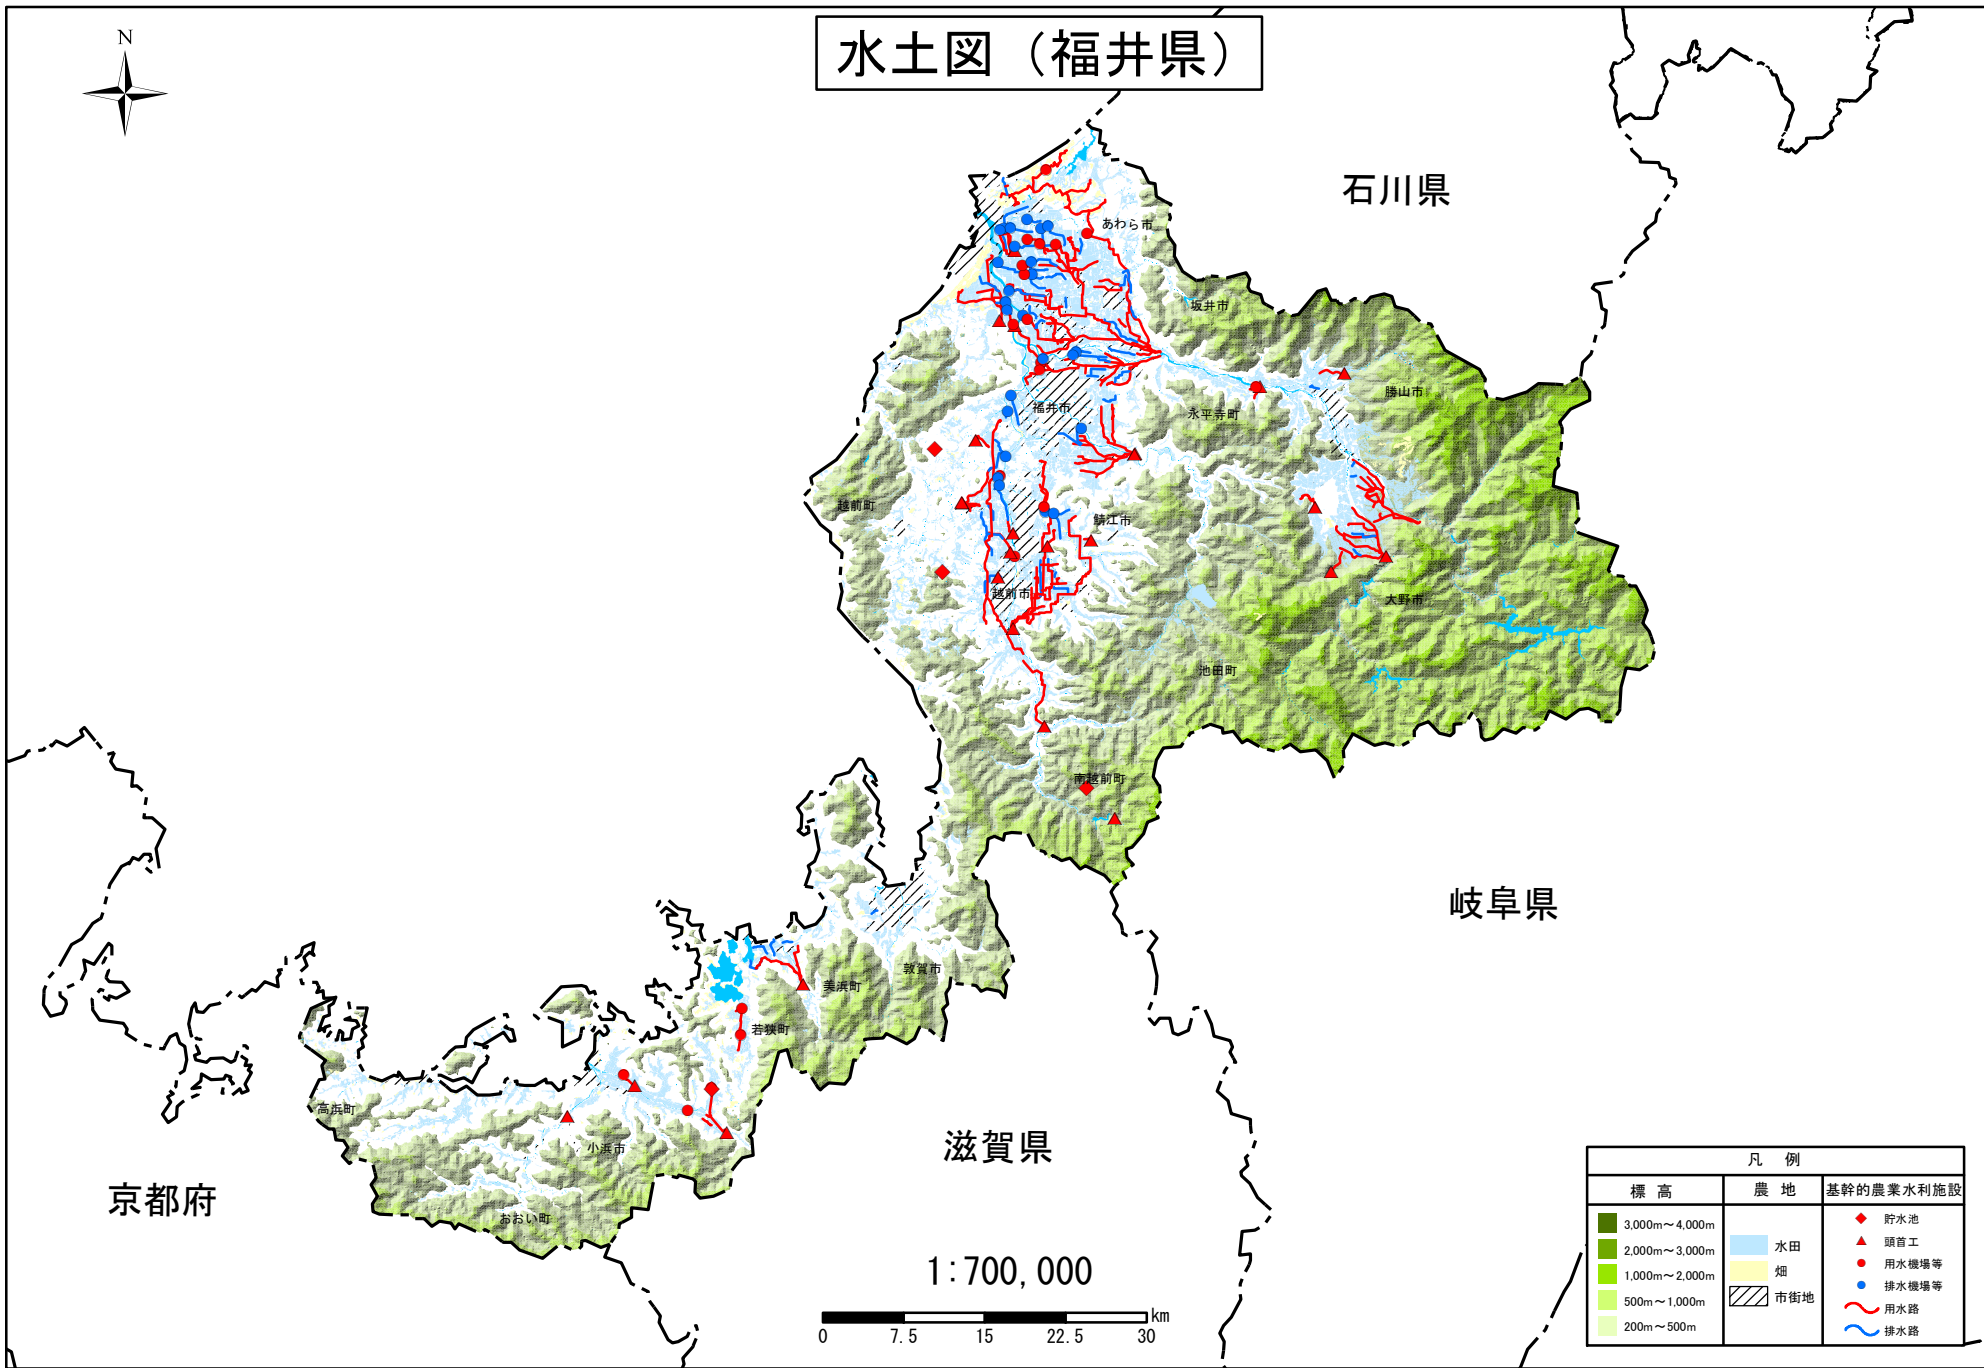 水土図（福井県）
N
石川県
あわら市
坂井市
勝山市
福井市
永平寺町
越前町
鯖江市
越前市
大野市
池田町
南越前町
岐阜県
敦賀市
美浜町
若狭町
高浜町
小浜市
滋賀県
京都府
おおい町
1:700,000
km
0 7.5 15 22.5 30
凡 例
標 高 農 地 基幹的農業水利施設
3,000m～4,000m
2,000m～3,000m
1,000m～2,000m
500m～1,000m
200m～500m
水田
畑
市街地
貯水池
頭首工
用水機場等
排水機場等
用水路
排水路